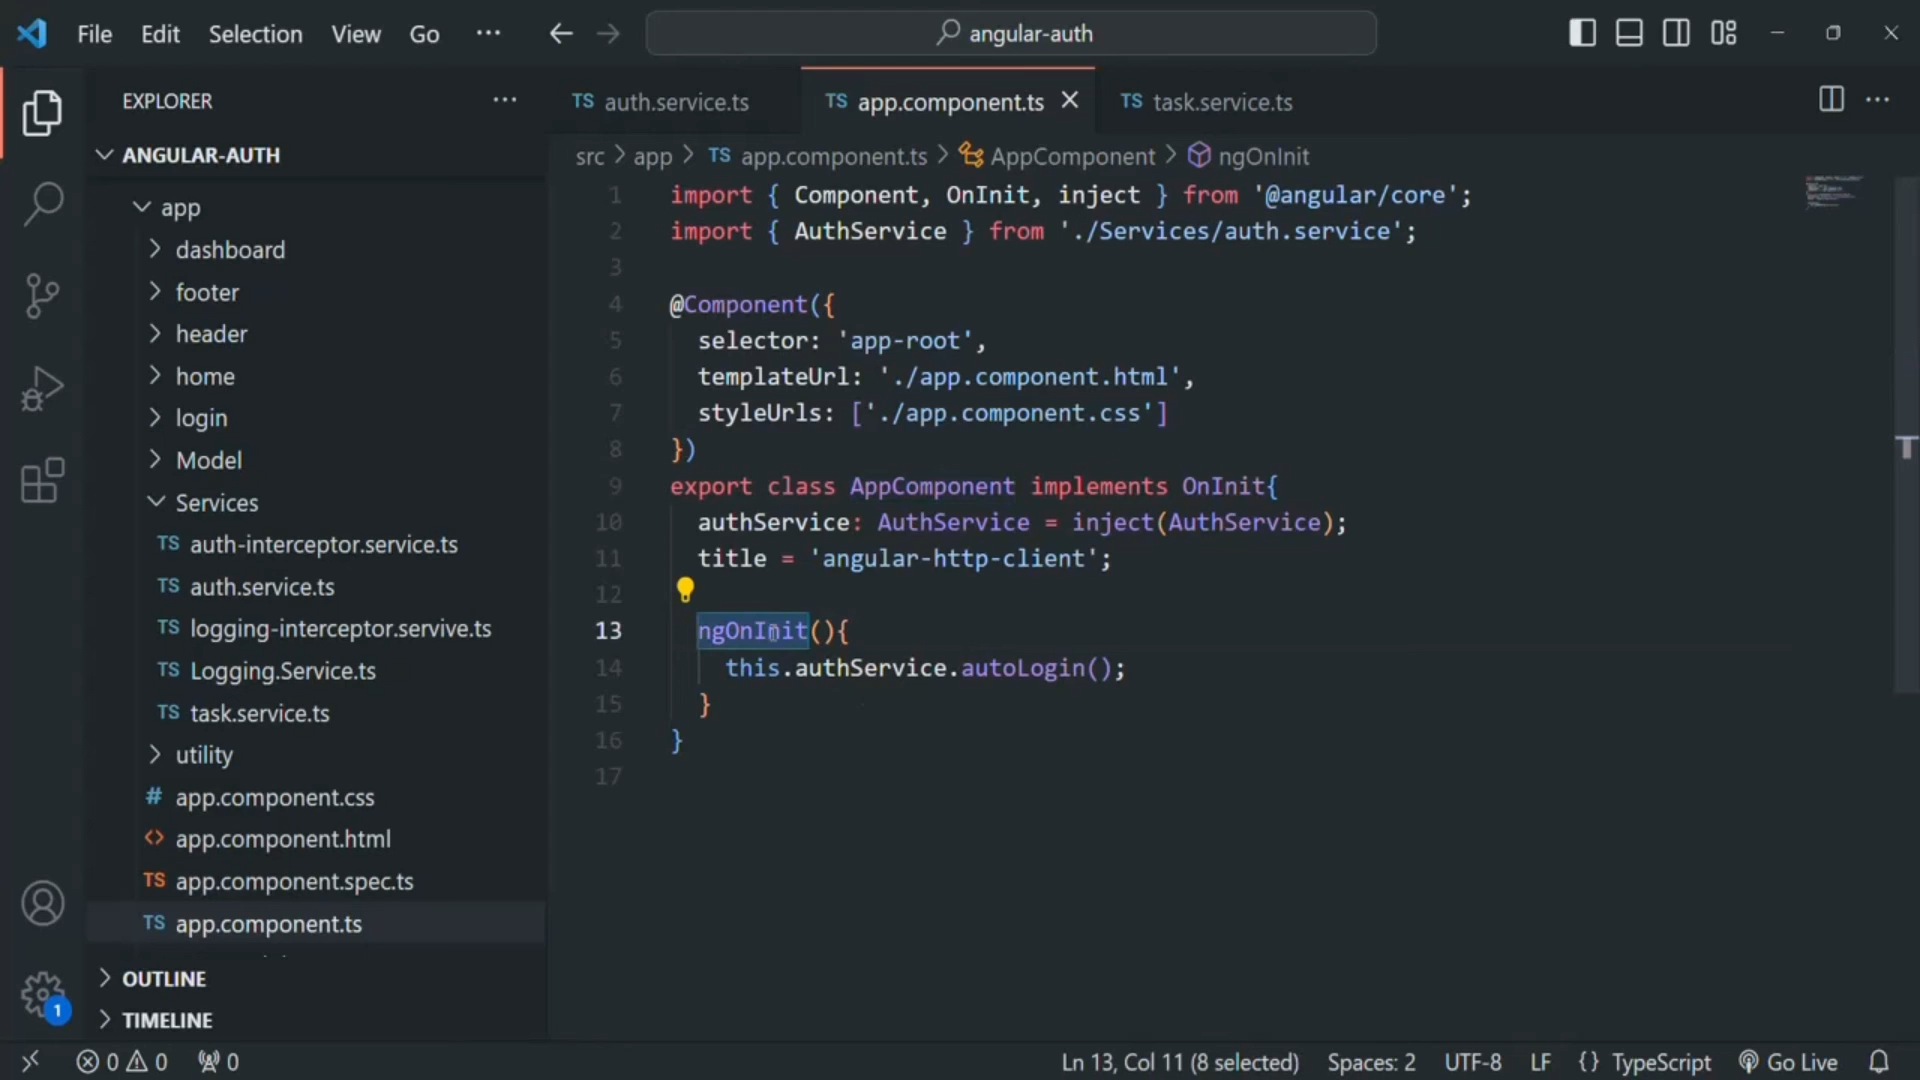 File Edit Selection View Go ··· angular-auth
EXPLORER ···
ANGULAR-AUTH
app
dashboard
footer
header
home
login
Model
Services
TS auth-interceptor.service.ts
TS auth.service.ts
TS logging-interceptor.servive.ts
TS Logging.Service.ts
TS task.service.ts
utility
# app.component.css
<> app.component.html
TS app.component.spec.ts
TS app.component.ts
OUTLINE
TIMELINE
1
TS auth.service.ts TS app.component.ts TS task.service.ts
src > app > TS app.component.ts > AppComponent > ngOnInit
1 import { Component, OnInit, inject } from '@angular/core';
2 import { AuthService } from './Services/auth.service';
3
4 @Component({
5 selector: 'app-root',
6 templateUrl: './app.component.html',
7 styleUrls: ['./app.component.css']
8 })
9 export class AppComponent implements OnInit{
10 authService: AuthService = inject(AuthService);
11 title = 'angular-http-client';
12
13 ngOnInit(){
14 this.authService.autoLogin();
15 }
16 }
17
0 0 0 Ln 13, Col 11 (8 selected) Spaces: 2 UTF-8 LF {} TypeScript Go Live